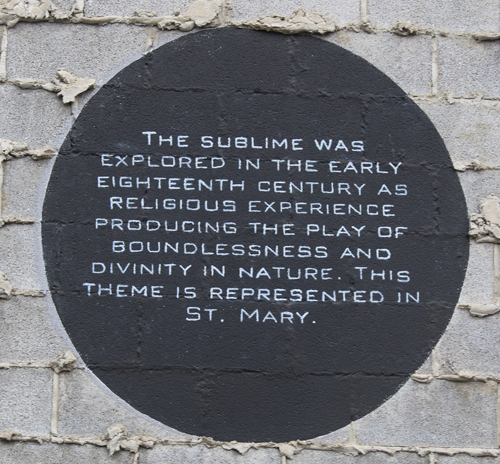 THE SUBLIME WAS
EXPLORED IN THE EARLY
EIGHTEENTH CENTURY AS
RELIGIOUS EXPERIENCE
PRODUCING THE PLAY OF
BOUNDLESSNESS AND
DIVINITY IN NATURE. THIS
THEME IS REPRESENTED IN
ST. MARY.